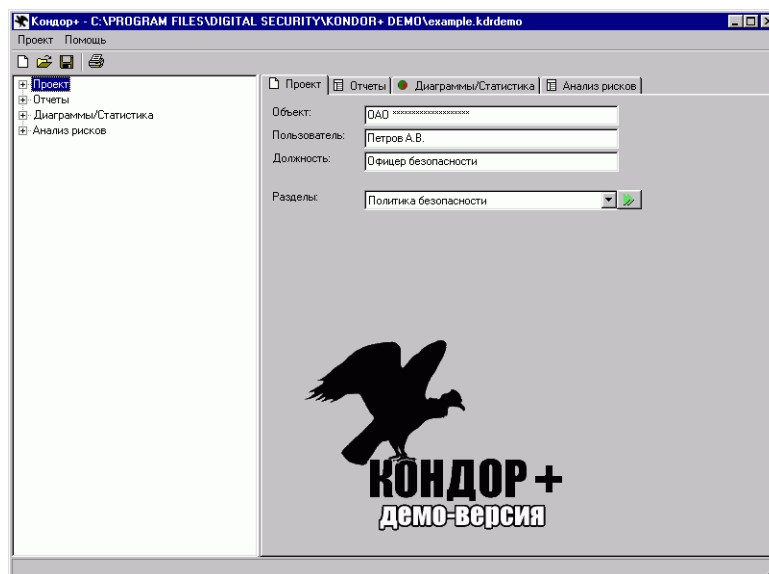 Кондор+ - C:\PROGRAM FILES\DIGITAL SECURITY\KONDOR+ DEMO\example.kdrdemo
Проект Помощь
Проект
Отчеты
Диаграммы/Статистика
Анализ рисков
Проект Отчеты Диаграммы/Статистика Анализ рисков
Объект: ОАО ********************
Пользователь: Петров А.В.
Должность: Офицер безопасности
Разделы: Политика безопасности
КОНДОР +
демо-версия